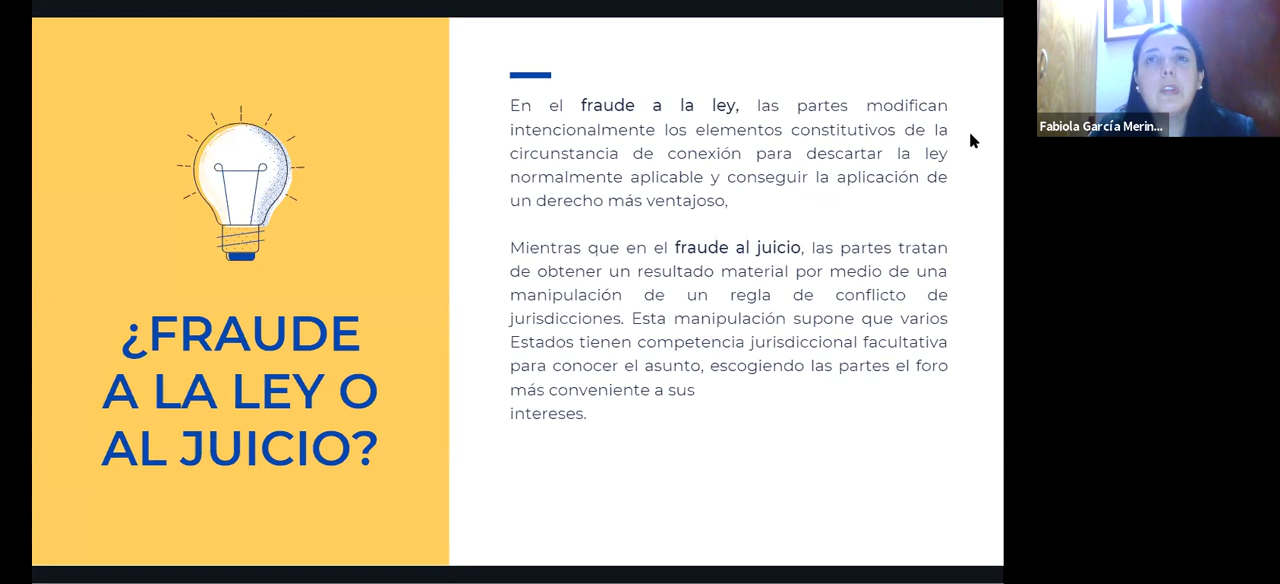 ¿FRAUDE
A LA LEY O
AL JUICIO?
En el fraude a la ley, las partes modifican
intencionalmente los elementos constitutivos de la
circunstancia de conexión para descartar la ley
normalmente aplicable y conseguir la aplicación de
un derecho más ventajoso,
Mientras que en el fraude al juicio, las partes tratan
de obtener un resultado material por medio de una
manipulación de un regla de conflicto de
jurisdicciones. Esta manipulación supone que varios
Estados tienen competencia jurisdiccional facultativa
para conocer el asunto, escogiendo las partes el foro
más conveniente a sus
intereses.
Fabiola García Merin...